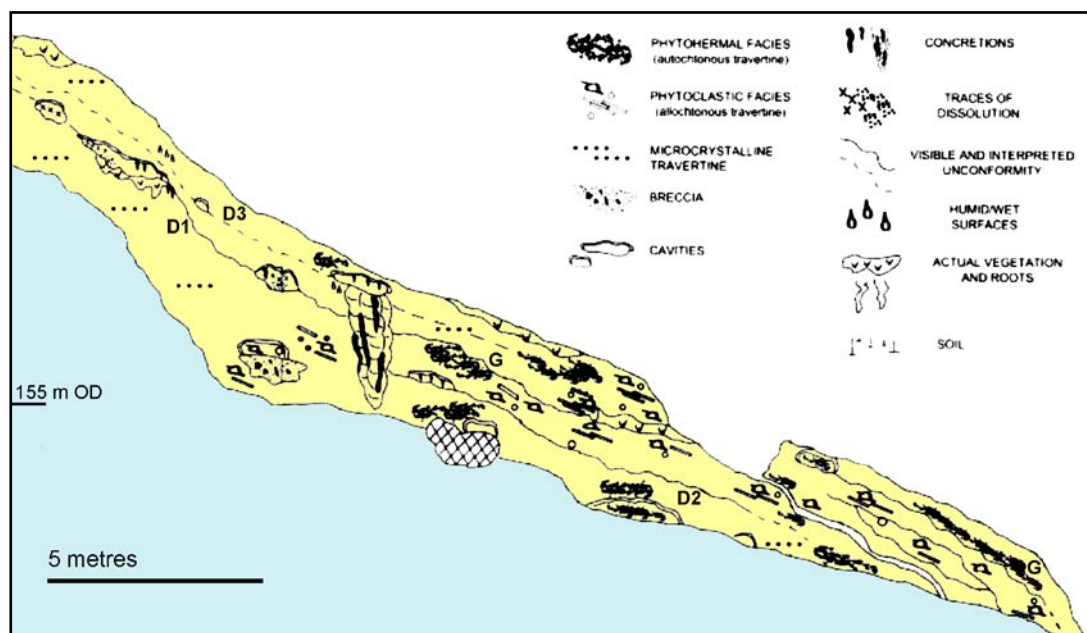 PHYTOHERMAL FACIES
(autochtonous travertine)
PHYTOCLASTIC FACIES
(allochtonous travertine)
MICROCRYSTALLINE
TRAVERTINE
BRECCIA
CAVITIES
CONCRETIONS
TRACES OF
DISSOLUTION
VISIBLE AND INTERPRETED
UNCONFORMITY
HUMID/WET
SURFACES
ACTUAL VEGETATION
AND ROOTS
SOIL
D3
D1
G
155 m OD
D2
5 metres
G